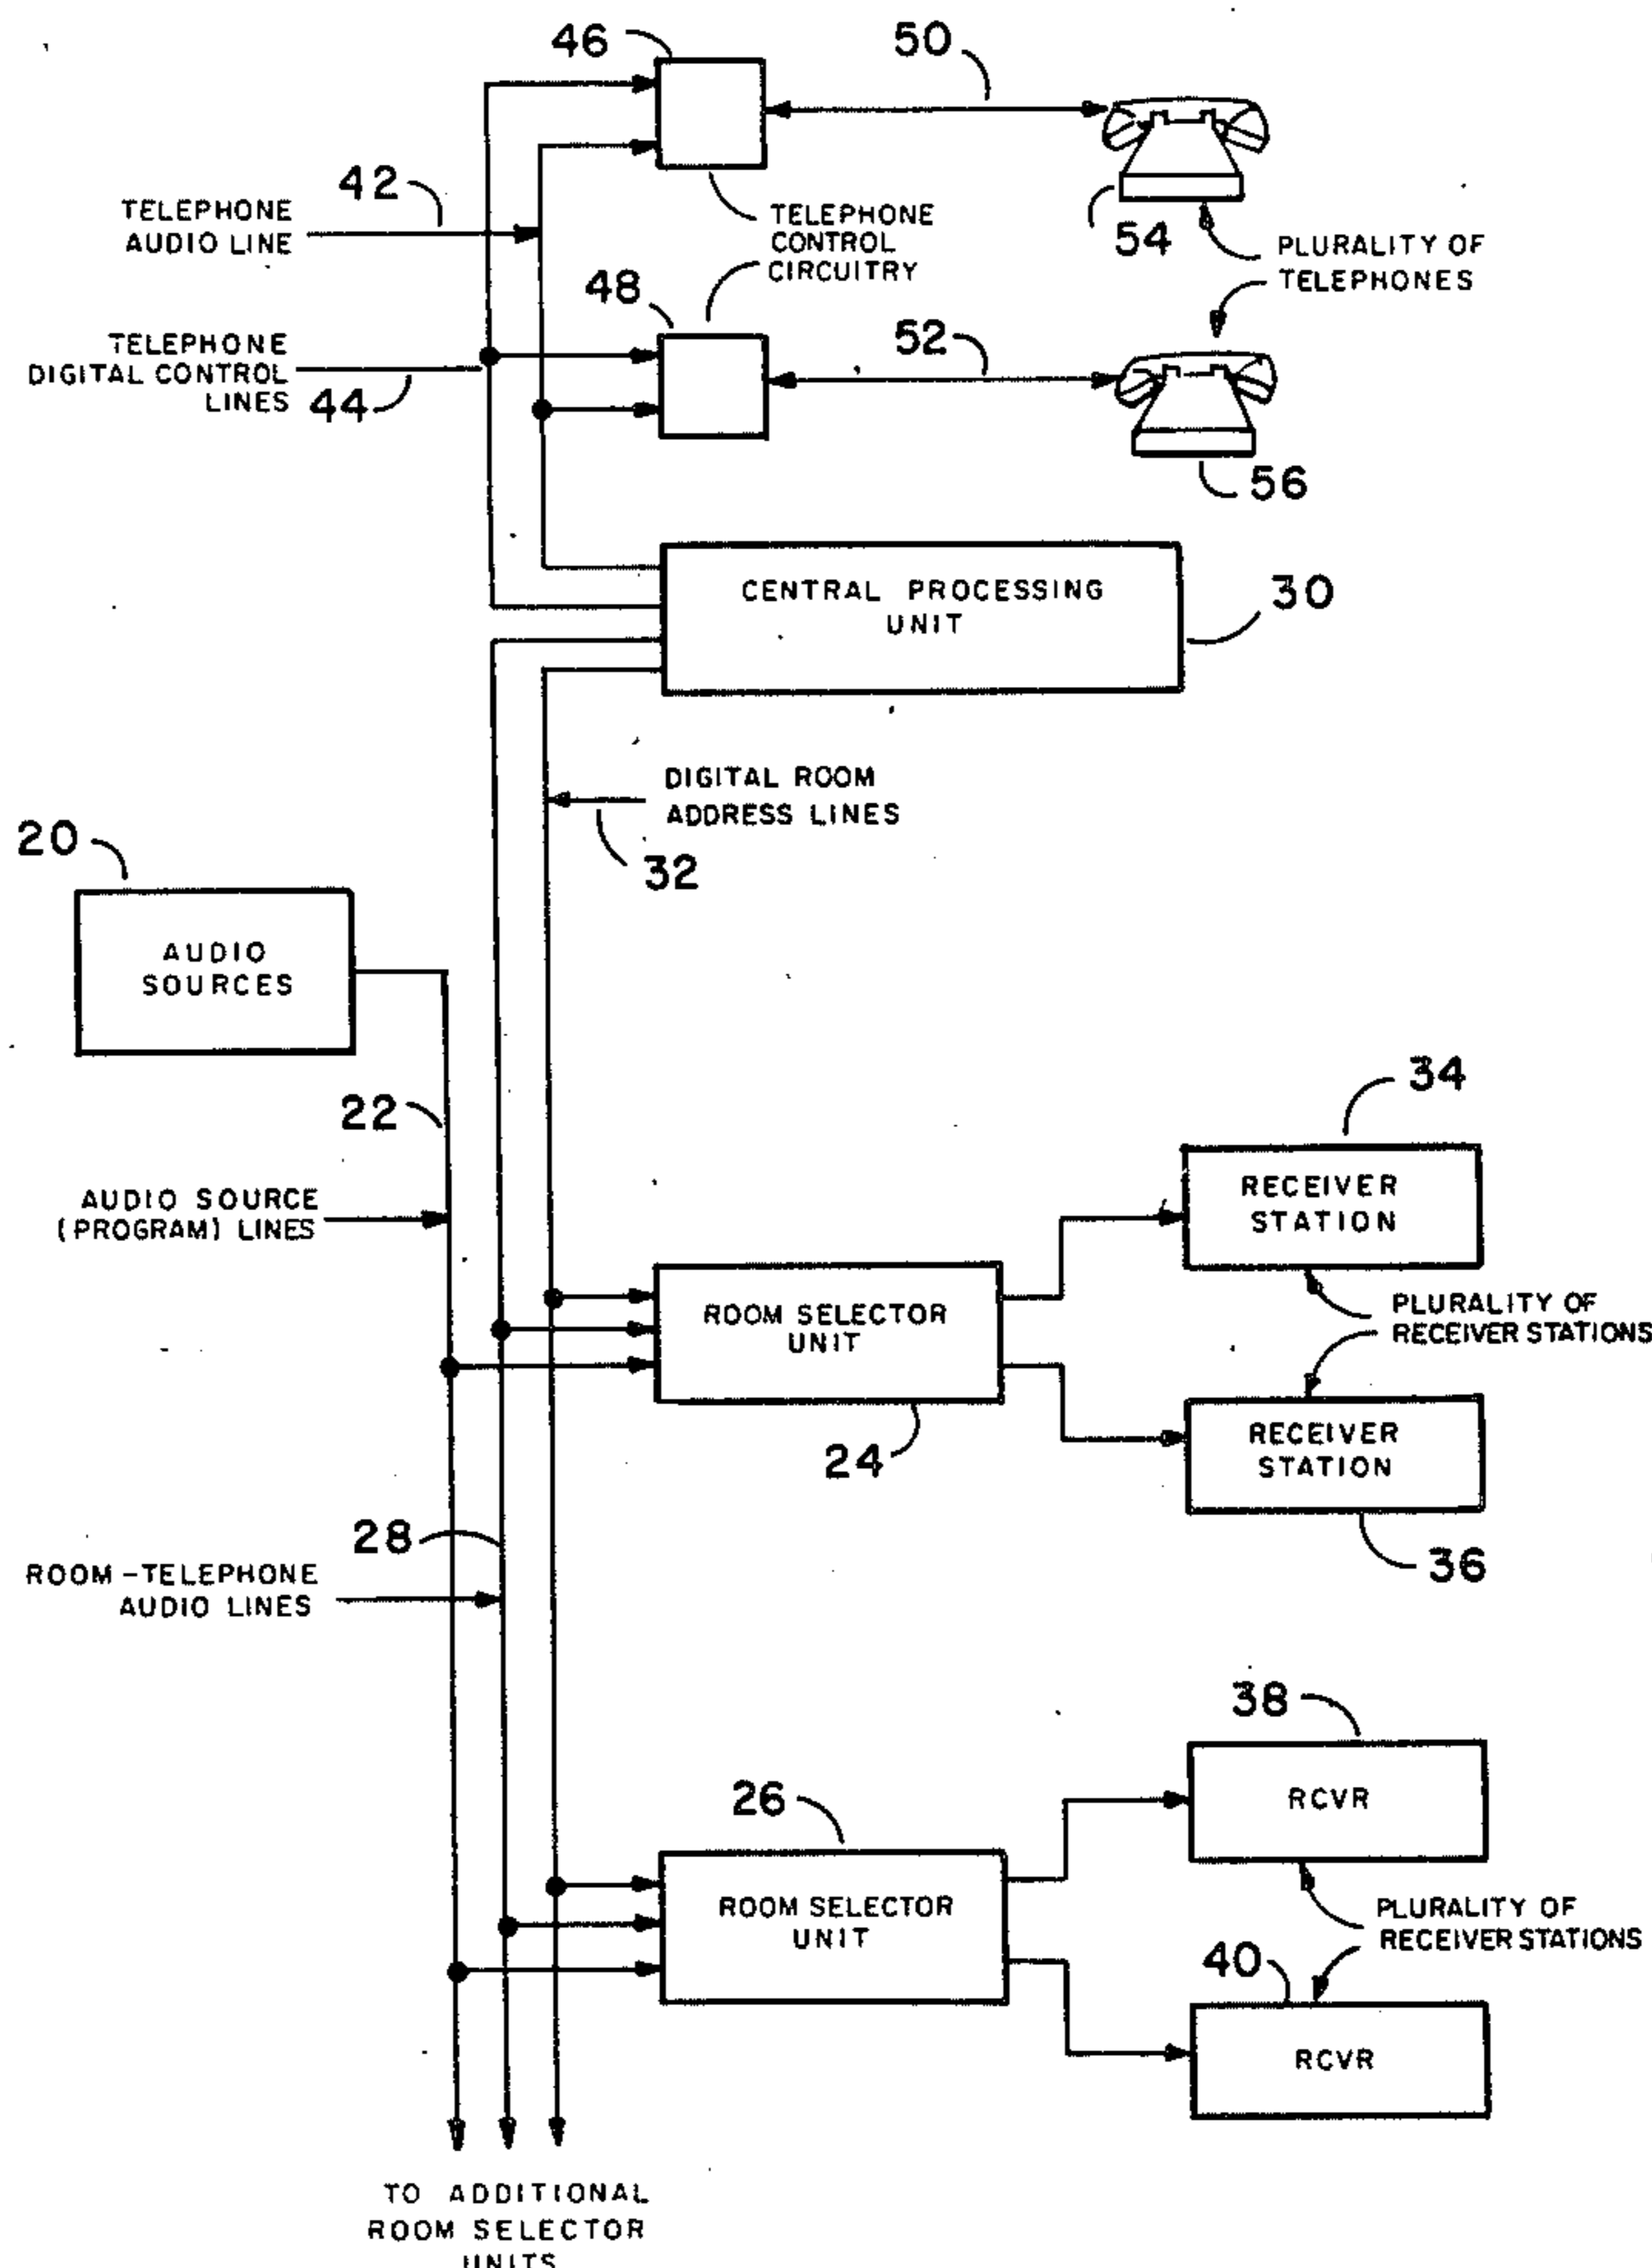 46
50
42
TELEPHONE
AUDIO LINE
TELEPHONE
CONTROL
CIRCUITRY
54
PLURALITY OF
TELEPHONES
48
52
TELEPHONE
DIGITAL CONTROL
LINES
44
56
CENTRAL PROCESSING
UNIT
30
DIGITAL ROOM
ADDRESS LINES
32
20
AUDIO
SOURCES
22
34
RECEIVER
STATION
AUDIO SOURCE
(PROGRAM) LINES
ROOM SELECTOR
UNIT
PLURALITY OF
RECEIVER STATIONS
24
RECEIVER
STATION
28
36
ROOM-TELEPHONE
AUDIO LINES
38
RCVR
26
ROOM SELECTOR
UNIT
PLURALITY OF
RECEIVER STATIONS
40
RCVR
TO ADDITIONAL
ROOM SELECTOR
UNITS